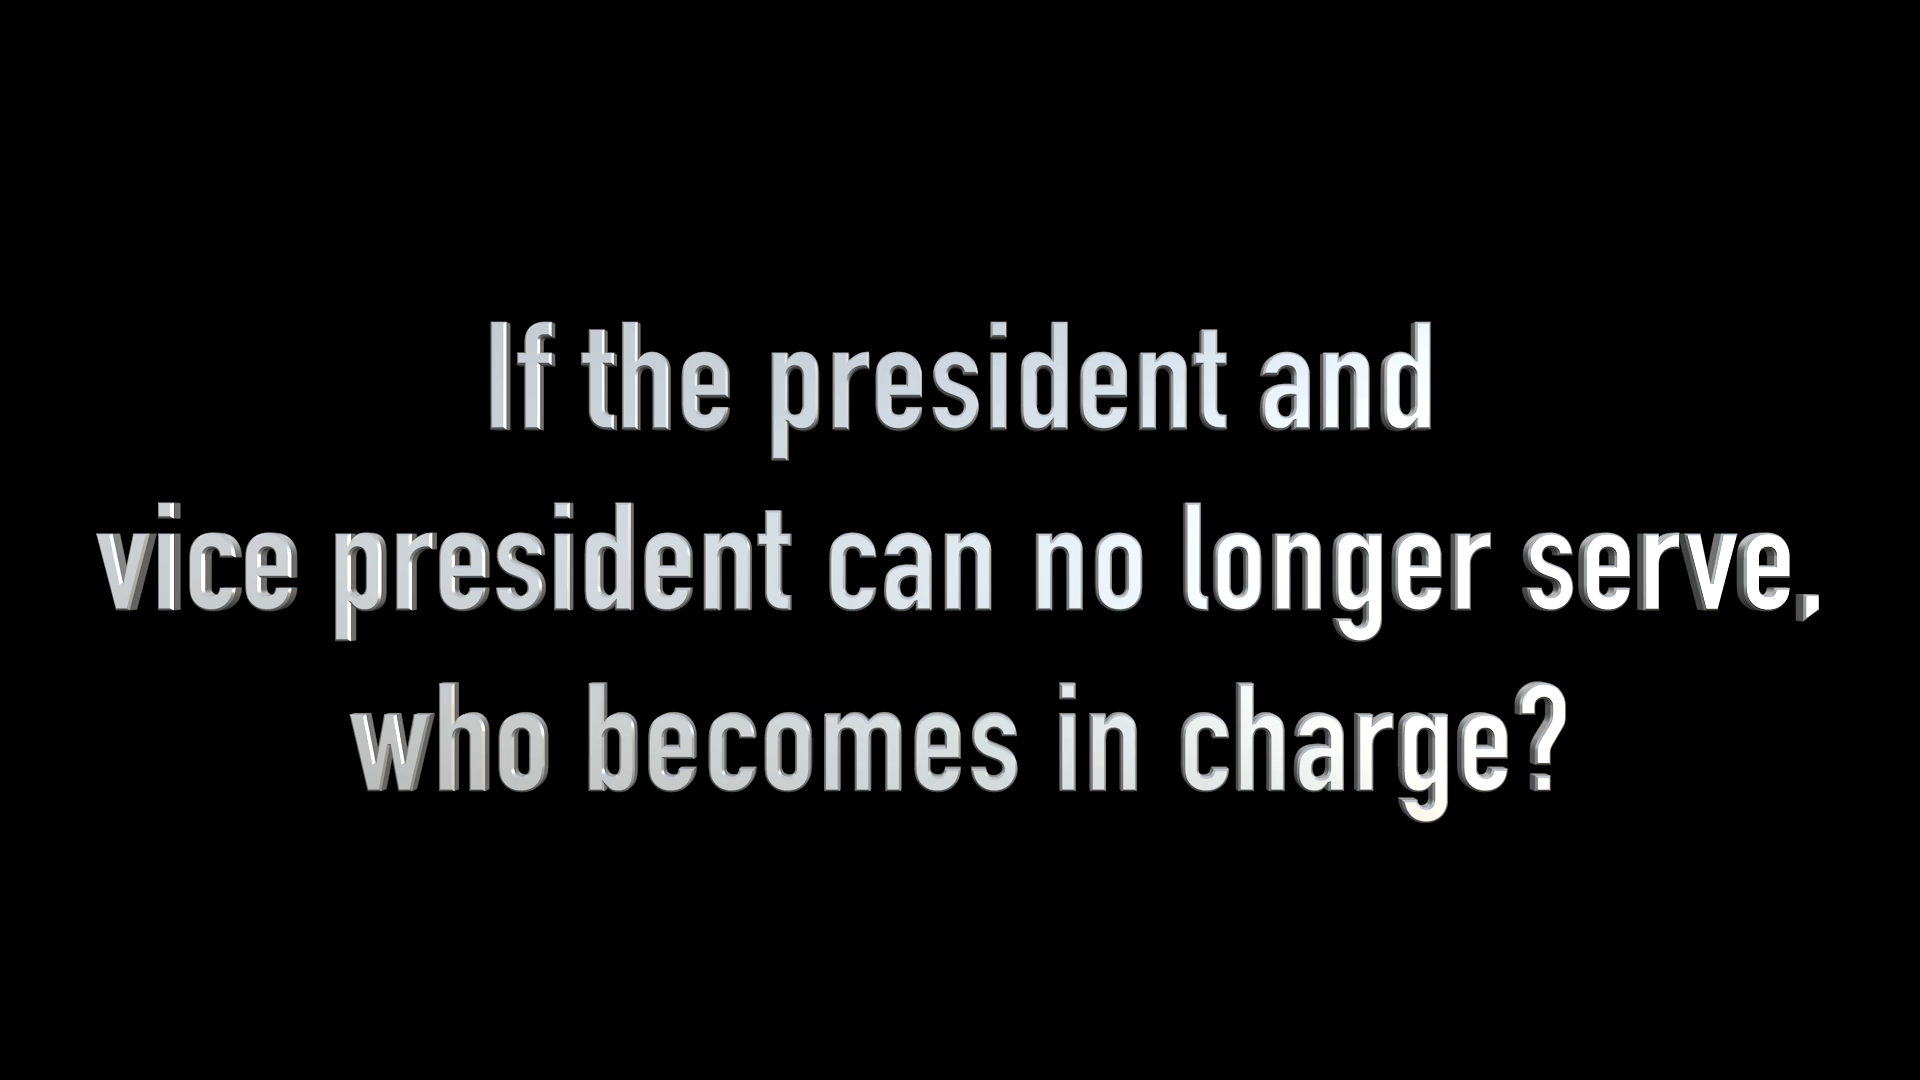 If the president and
vice president can no longer serve,
who becomes in charge?